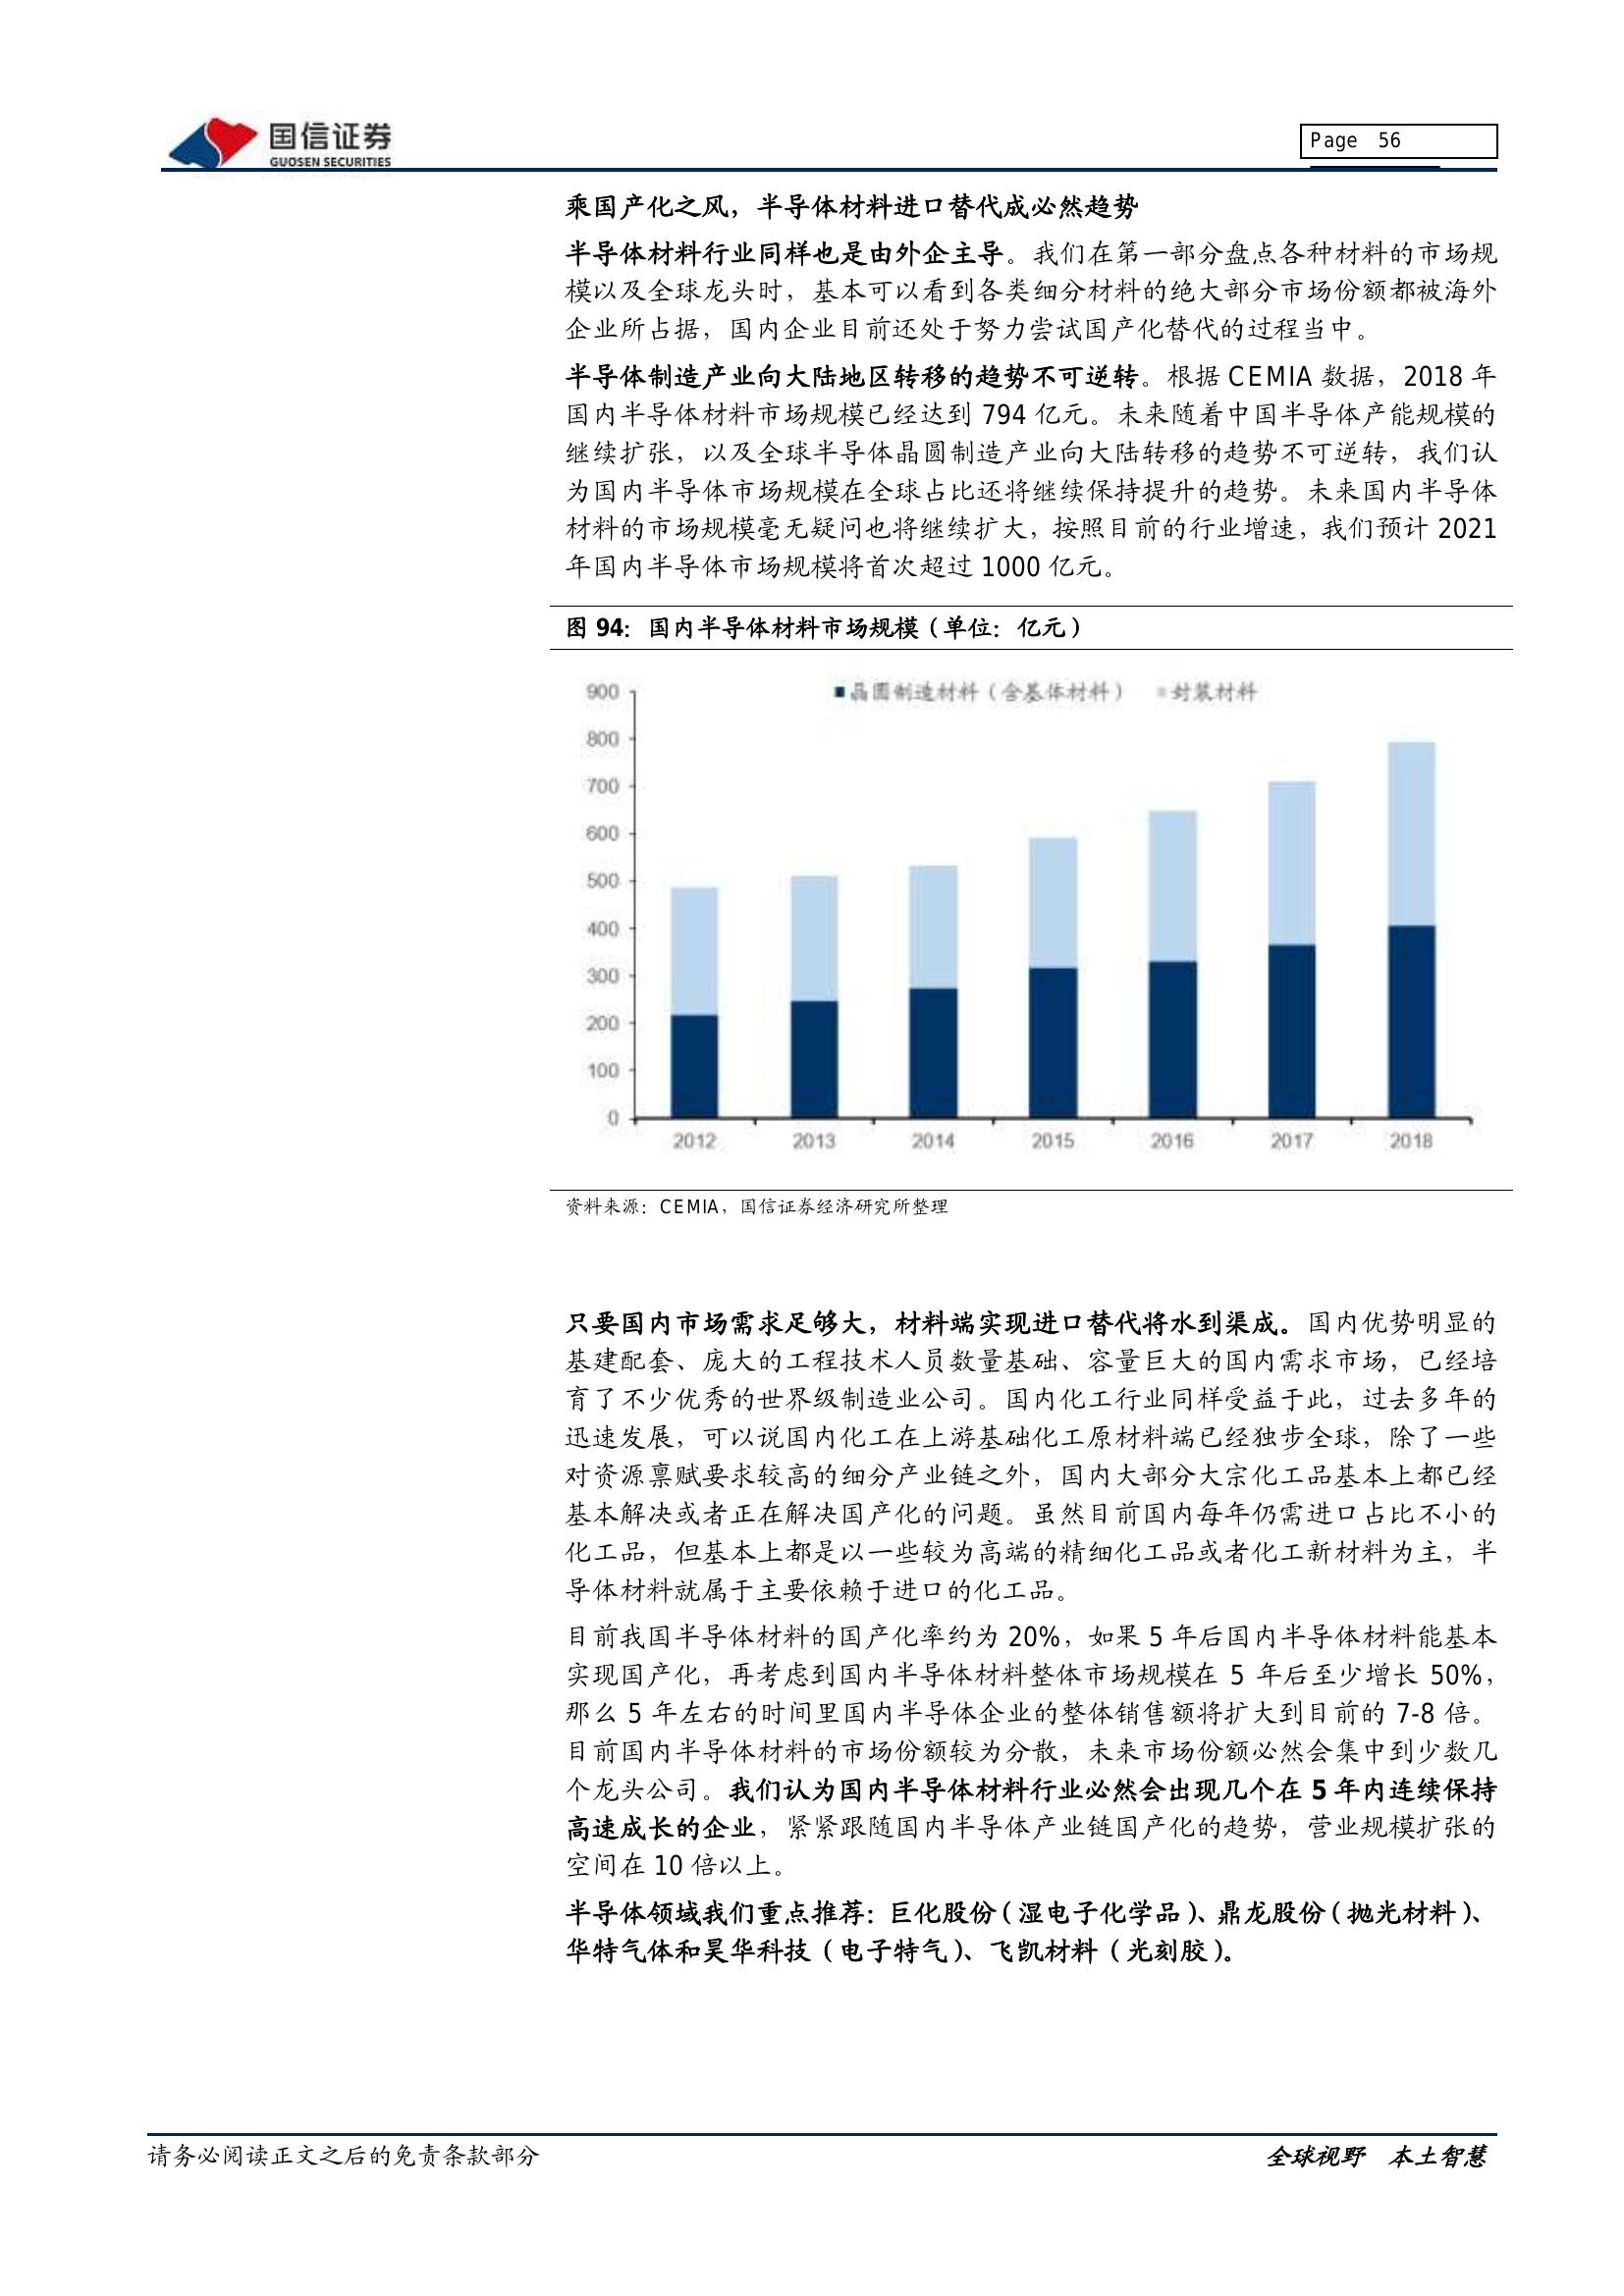 国信证券
GUOSEN SECURITIES
Page 56
乘国产化之风，半导体材料进口替代成必然趋势
半导体材料行业同样也是由外企主导。我们在第一部分盘点各种材料的市场规
模以及全球龙头时，基本可以看到各类细分材料的绝大部分市场份额都被海外
企业所占据，国内企业目前还处于努力尝试国产化替代的过程当中。
半导体制造产业向大陆地区转移的趋势不可逆转。根据 CEMIA 数据，2018 年
国内半导体材料市场规模已经达到 794 亿元。未来随着中国半导体产能规模的
继续扩张，以及全球半导体晶圆制造产业向大陆转移的趋势不可逆转，我们认
为国内半导体市场规模在全球占比还将继续保持提升的趋势。未来国内半导体
材料的市场规模毫无疑问也将继续扩大，按照目前的行业增速，我们预计 2021
年国内半导体市场规模将首次超过 1000 亿元。
图 94：国内半导体材料市场规模（单位：亿元）
晶圆制造材料（含基体材料） 封装材料
900
800
700
600
500
400
300
200
100
0
2012 2013 2014 2015 2016 2017 2018
资料来源：CEMIA，国信证券经济研究所整理
只要国内市场需求足够大，材料端实现进口替代将水到渠成。国内优势明显的
基建配套、庞大的工程技术人员数量基础、容量巨大的国内需求市场，已经培
育了不少优秀的世界级制造业公司。国内化工行业同样受益于此，过去多年的
迅速发展，可以说国内化工在上游基础化工原材料端已经独步全球，除了一些
对资源禀赋要求较高的细分产业链之外，国内大部分大宗化工品基本上都已经
基本解决或者正在解决国产化的问题。虽然目前国内每年仍需进口占比不小的
化工品，但基本上都是以一些较为高端的精细化工品或者化工新材料为主，半
导体材料就属于主要依赖于进口的化工品。
目前我国半导体材料的国产化率约为 20%，如果 5 年后国内半导体材料能基本
实现国产化，再考虑到国内半导体材料整体市场规模在 5 年后至少增长 50%，
那么 5 年左右的时间里国内半导体企业的整体销售额将扩大到目前的 7-8 倍。
目前国内半导体材料的市场份额较为分散，未来市场份额必然会集中到少数几
个龙头公司。我们认为国内半导体材料行业必然会出现几个在 5 年内连续保持
高速成长的企业，紧紧跟随国内半导体产业链国产化的趋势，营业规模扩张的
空间在 10 倍以上。
半导体领域我们重点推荐：巨化股份（湿电子化学品）、鼎龙股份（抛光材料）、
华特气体和昊华科技（电子特气）、飞凯材料（光刻胶）。
请务必阅读正文之后的免责条款部分
全球视野 本土智慧